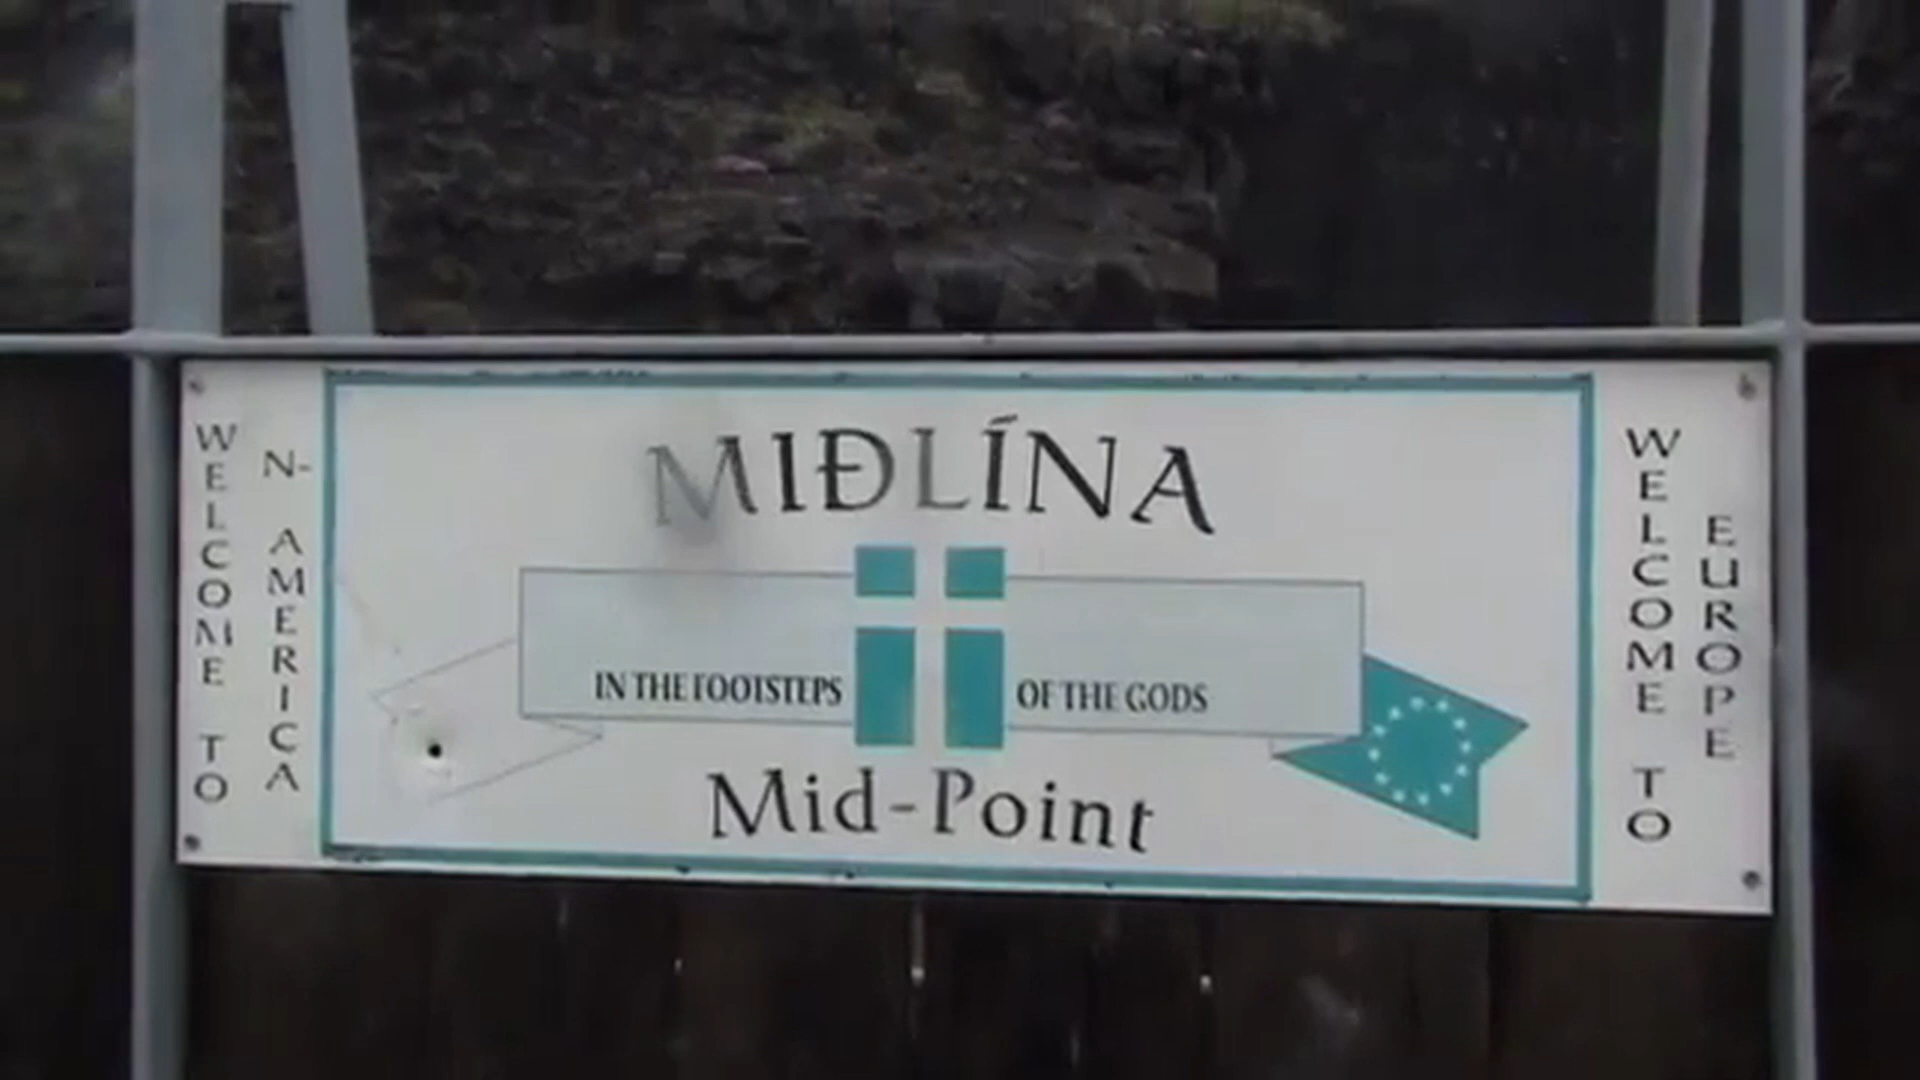 WELCOME TO
N- AMERICA
MIÐLÍNA
IN THE FOOTSTEPS OF THE GODS
Mid-Point
WELCOME TO
EUROPE